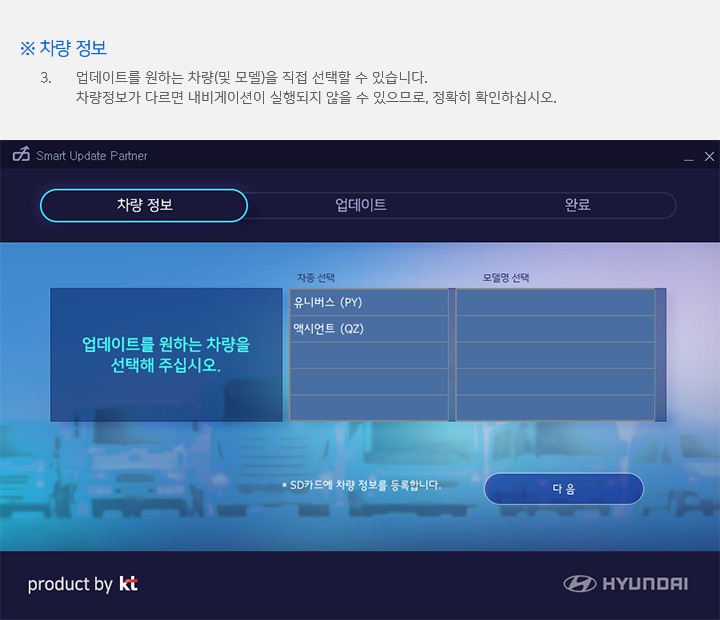 ※ 차량 정보
3. 업데이트를 원하는 차량(및 모델)을 직접 선택할 수 있습니다.
차량정보가 다르면 내비게이션이 실행되지 않을 수 있으므로, 정확히 확인하십시오.
Smart Update Partner
차량 정보 업데이트 완료
차종 선택 모델명 선택
유니버스 (PY)
액시언트 (QZ)
업데이트를 원하는 차량을
선택해 주십시오.
* SD카드에 차량 정보를 등록합니다.
다 음
product by kt
HYUNDAI